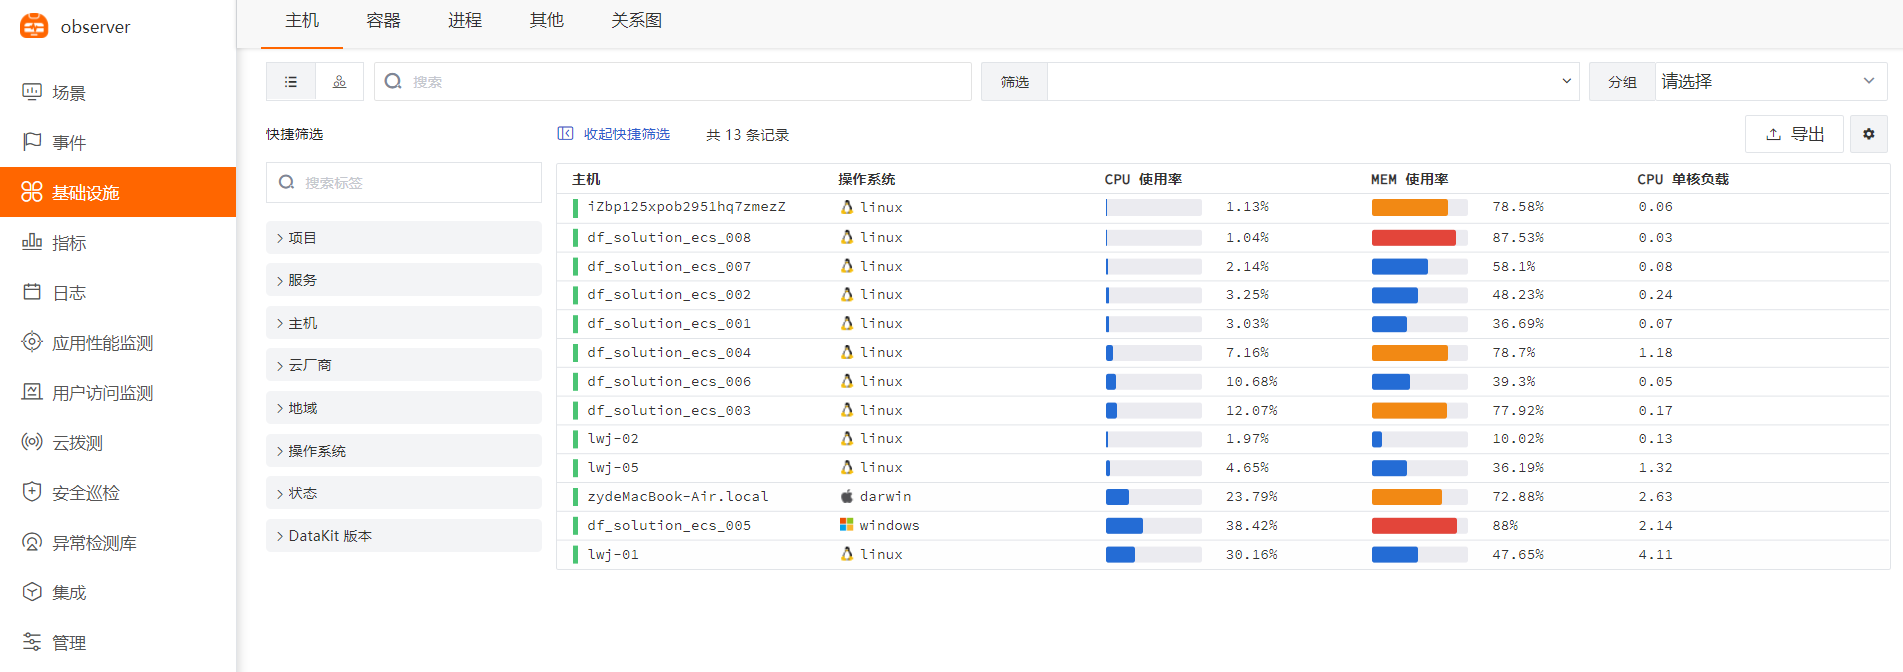 observer
场景
事件
基础设施
指标
日志
应用性能监测
用户访问监测
云拨测
安全巡检
异常检测库
集成
管理
主机 容器 进程 其他 关系图
搜索 筛选 分组 请选择
快捷筛选
搜索标签
项目
服务
主机
云厂商
地域
操作系统
状态
DataKit 版本
收起快捷筛选 共 13 条记录 导出
主机 操作系统 CPU 使用率 MEM 使用率 CPU 单核负载
iZbp125xpob2951hq7zmezZ linux 1.13% 78.58% 0.06
df_solution_ecs_008 linux 1.04% 87.53% 0.03
df_solution_ecs_007 linux 2.14% 58.1% 0.08
df_solution_ecs_002 linux 3.25% 48.23% 0.24
df_solution_ecs_001 linux 3.03% 36.69% 0.07
df_solution_ecs_004 linux 7.16% 78.7% 1.18
df_solution_ecs_006 linux 10.68% 39.3% 0.05
df_solution_ecs_003 linux 12.07% 77.92% 0.17
lwj-02 linux 1.97% 10.02% 0.13
lwj-05 linux 4.65% 36.19% 1.32
zydeMacBook-Air.local darwin 23.79% 72.88% 2.63
df_solution_ecs_005 windows 38.42% 88% 2.14
lwj-01 linux 30.16% 47.65% 4.11